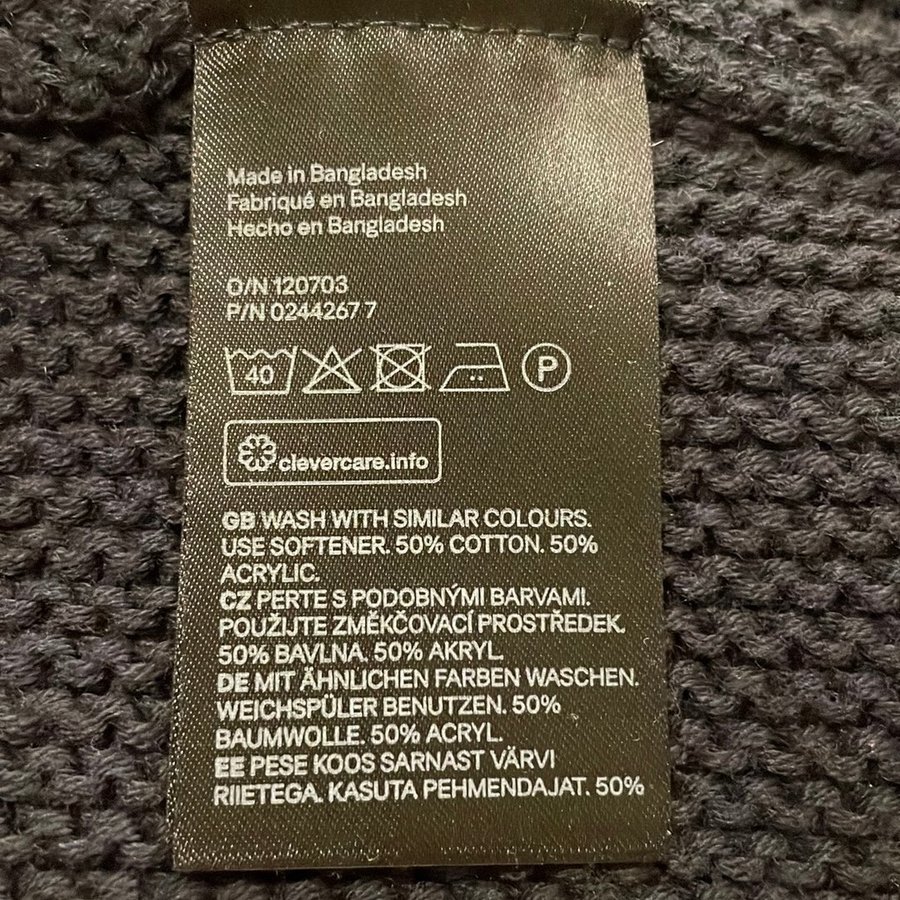 Made in Bangladesh
Fabriqué en Bangladesh
Hecho en Bangladesh
O/N 120703
P/N 0244267 7
40 P
clevercare.info
GB WASH WITH SIMILAR COLOURS.
USE SOFTENER. 50% COTTON. 50%
ACRYLIC.
CZ PERTE S PODOBNÝMI BARVAMI.
POUŽIJTE ZMĚKČOVACÍ PROSTŘEDEK.
50% BAVLNA. 50% AKRYL.
DE MIT ÄHNLICHEN FARBEN WASCHEN.
WEICHSPÜLER BENUTZEN. 50%
BAUMWOLLE. 50% ACRYL.
EE PESE KOOS SARNAST VÄRVI
RIIETEGA. KASUTA PEHMENDAJAT. 50%